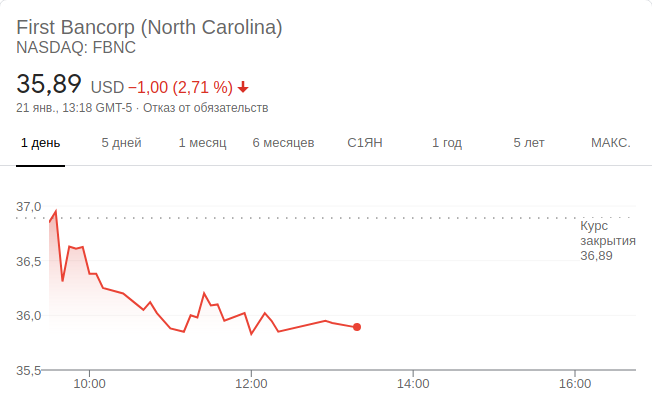 First Bancorp (North Carolina)
NASDAQ: FBNC
35,89 USD −1,00 (2,71 %)
21 янв., 13:18 GMT-5 · Отказ от обязательств
1 день 5 дней 1 месяц 6 месяцев С1ЯН 1 год 5 лет МАКС.
37,0
Курс
закрытия
36,89
36,5
36,0
35,5
10:00 12:00 14:00 16:00